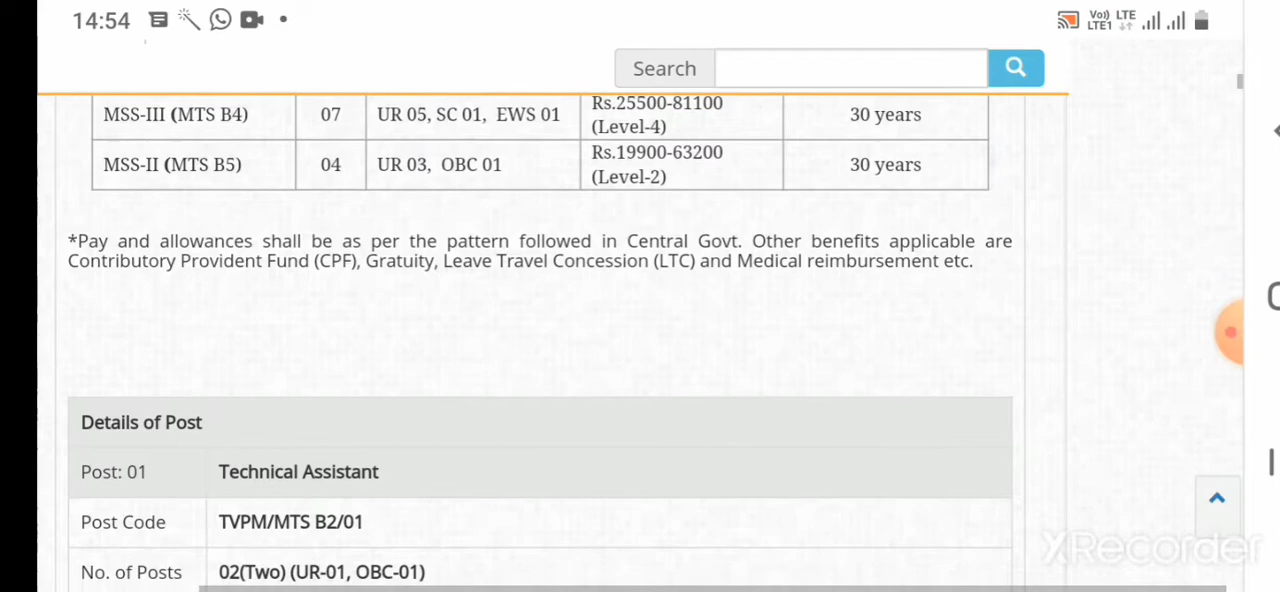 14:54 Vo) LTE LTE1
Search
MSS-III (MTS B4) 07 UR 05, SC 01, EWS 01 Rs.25500-81100 (Level-4) 30 years
MSS-II (MTS B5) 04 UR 03, OBC 01 Rs.19900-63200 (Level-2) 30 years
*Pay and allowances shall be as per the pattern followed in Central Govt. Other benefits applicable are
Contributory Provident Fund (CPF), Gratuity, Leave Travel Concession (LTC) and Medical reimbursement etc.
Details of Post
Post: 01 Technical Assistant
Post Code TVPM/MTS B2/01
No. of Posts 02(Two) (UR-01, OBC-01)
XRecorder